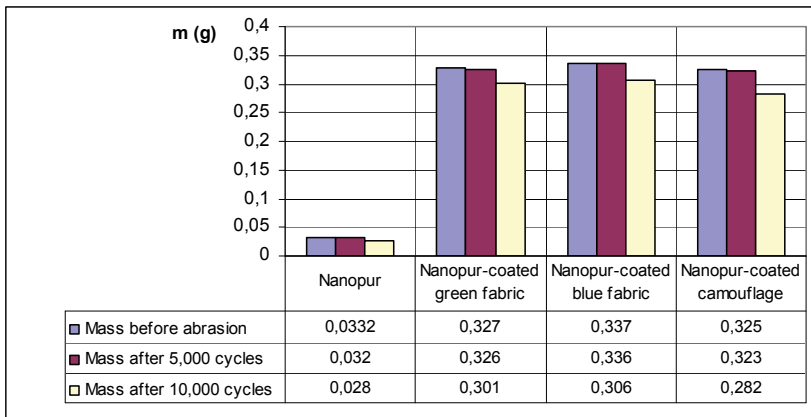 m (g)
0,4
0,35
0,3
0,25
0,2
0,15
0,1
0,05
0
Nanopur
Nanopur-coated green fabric
Nanopur-coated blue fabric
Nanopur-coated camouflage
Mass before abrasion 0,0332 0,327 0,337 0,325
Mass after 5,000 cycles 0,032 0,326 0,336 0,323
Mass after 10,000 cycles 0,028 0,301 0,306 0,282